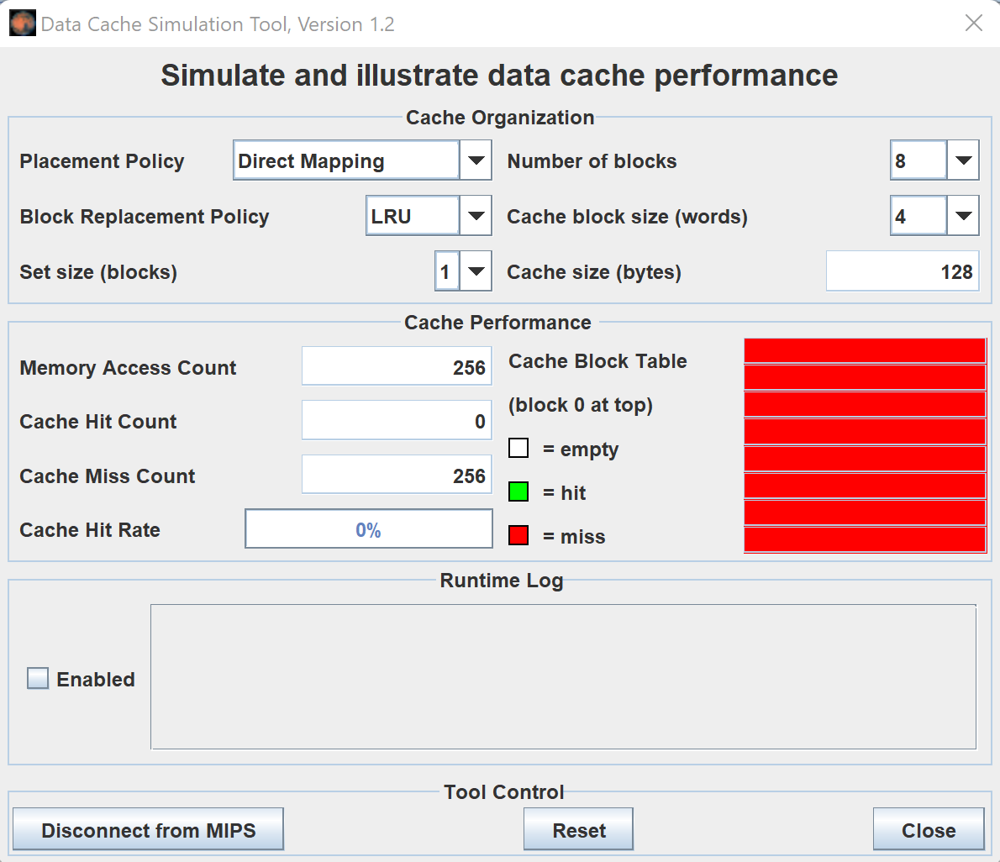 Data Cache Simulation Tool, Version 1.2
Simulate and illustrate data cache performance
Cache Organization
Placement Policy Direct Mapping Number of blocks 8
Block Replacement Policy LRU Cache block size (words) 4
Set size (blocks) 1 Cache size (bytes) 128
Cache Performance
Memory Access Count 256
Cache Hit Count 0
Cache Miss Count 256
Cache Hit Rate 0%
Cache Block Table
(block 0 at top)
= empty
= hit
= miss
Runtime Log
Enabled
Tool Control
Disconnect from MIPS Reset Close